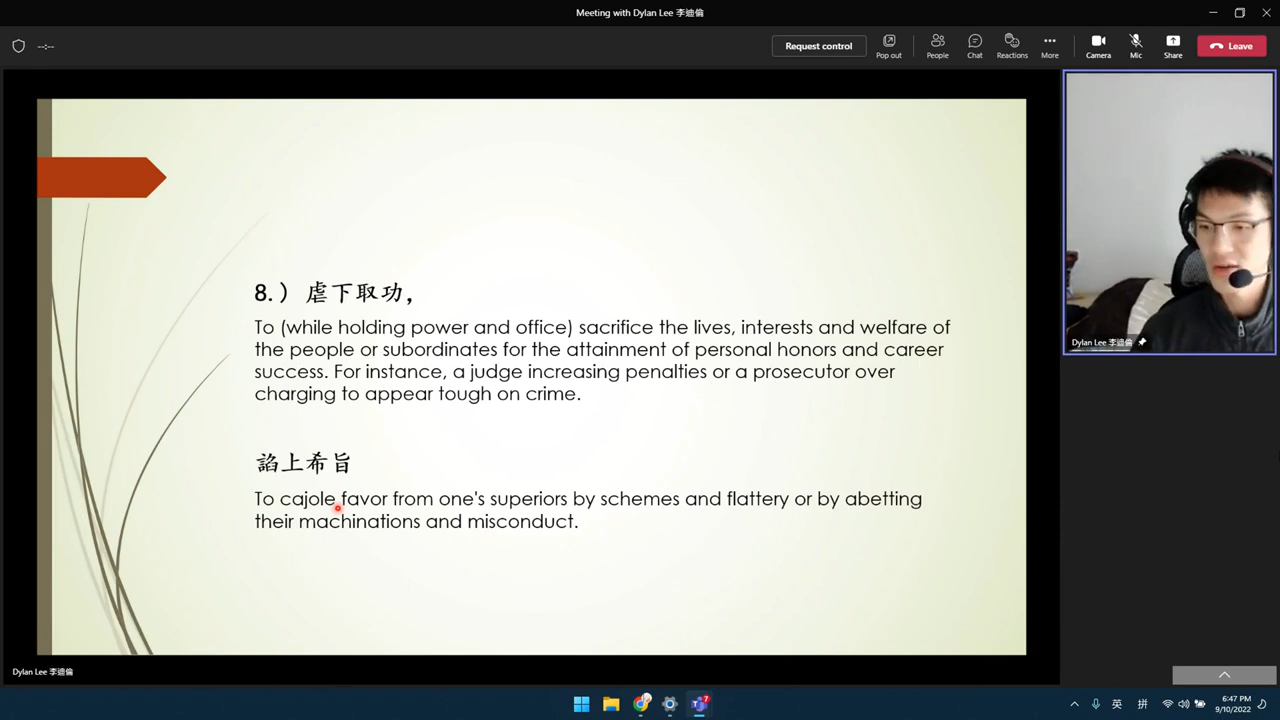 Meeting with Dylan Lee 李迪倫
--:--
Request control
Pop out
People
Chat
Reactions
More
Camera
Mic
Share
Leave
8. ） 虐下取功，
To (while holding power and office) sacrifice the lives, interests and welfare of
the people or subordinates for the attainment of personal honors and career
success. For instance, a judge increasing penalties or a prosecutor over
charging to appear tough on crime.
諂上希旨
To cajole favor from one's superiors by schemes and flattery or by abetting
their machinations and misconduct.
Dylan Lee 李迪倫
Dylan Lee 李迪倫
7
英
拼
6:47 PM
9/10/2022